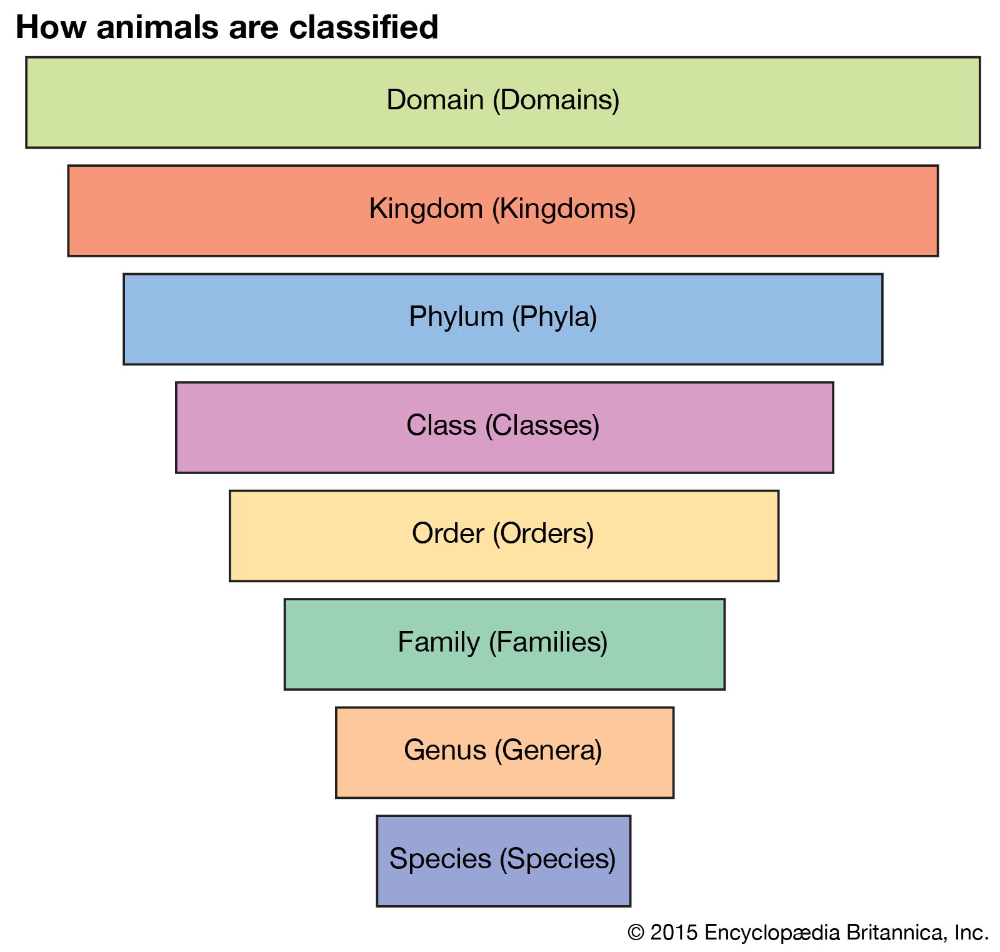 How animals are classified
Domain (Domains)
Kingdom (Kingdoms)
Phylum (Phyla)
Class (Classes)
Order (Orders)
Family (Families)
Genus (Genera)
Species (Species)
© 2015 Encyclopædia Britannica, Inc.